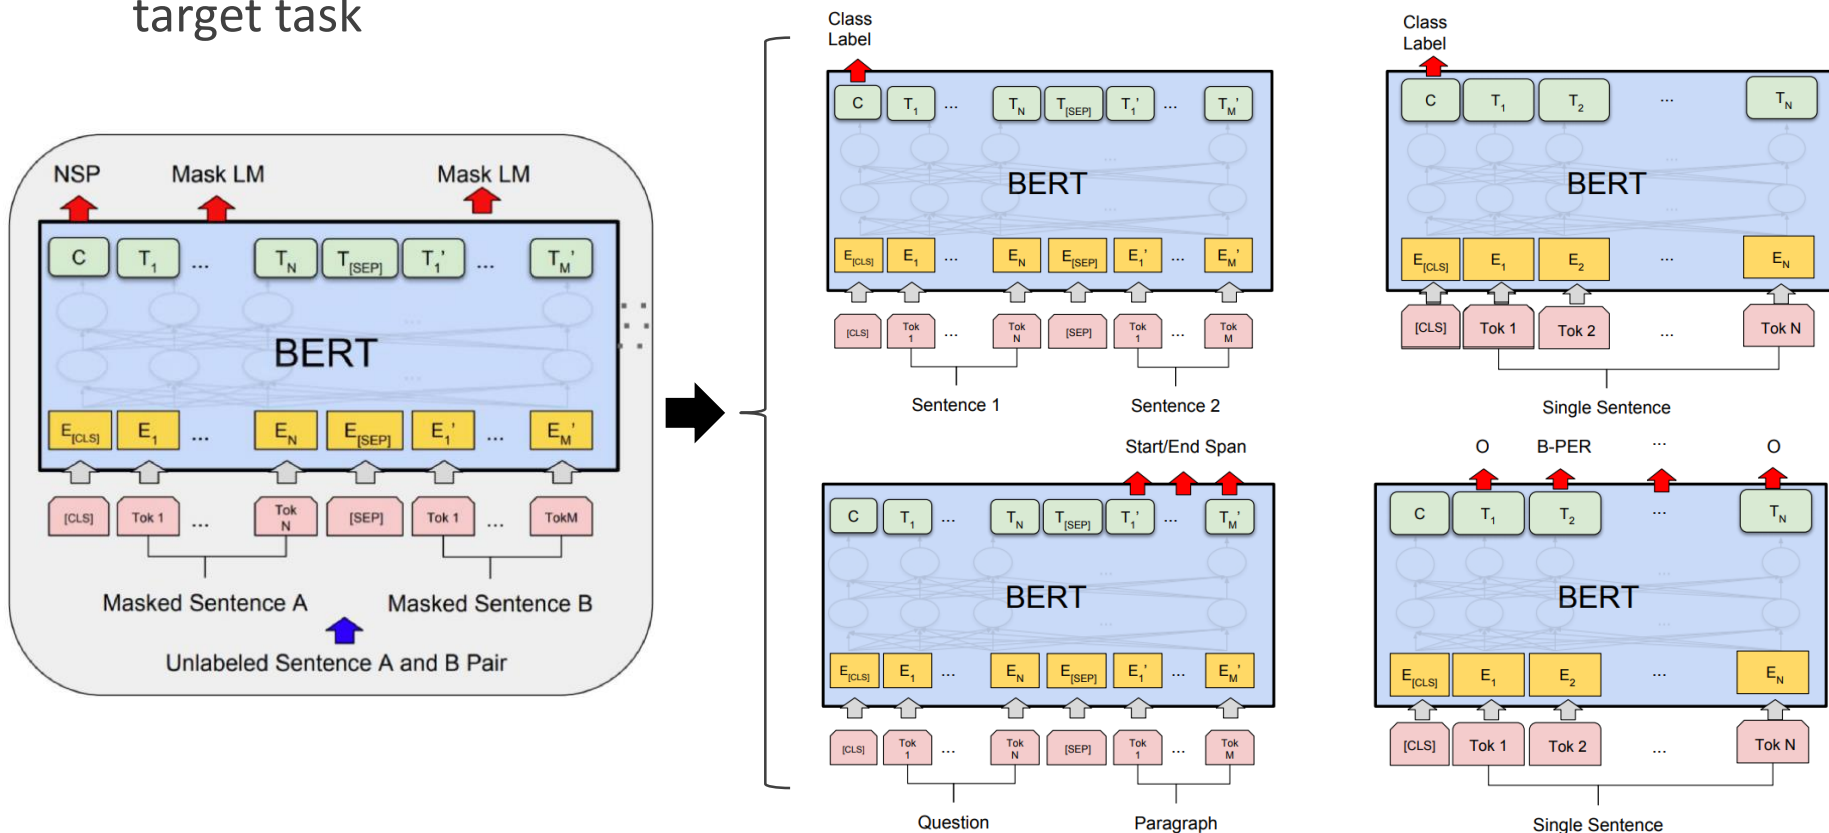 target task
NSP Mask LM Mask LM
C T1 ... TN T[SEP] T1' ... TM'
BERT
E[CLS] E1 ... EN E[SEP] E1' ... EM'
[CLS] Tok 1 ... Tok N [SEP] Tok 1 ... TokM
Masked Sentence A Masked Sentence B
Unlabeled Sentence A and B Pair
Class
Label
C T1 ... TN T[SEP] T1' ... TM'
...
BERT
E[CLS] E1 ... EN E[SEP] E1' ... EM'
[CLS] Tok 1 ... Tok N [SEP] Tok 1 ... Tok M
Sentence 1 Sentence 2
Class
Label
C T1 T2 ... TN
...
BERT
E[CLS] E1 E2 ... EN
[CLS] Tok 1 Tok 2 ... Tok N
Single Sentence
Start/End Span
C T1 ... TN T[SEP] T1' ... TM'
...
BERT
E[CLS] E1 ... EN E[SEP] E1' ... EM'
[CLS] Tok 1 ... Tok N [SEP] Tok 1 ... Tok M
Question Paragraph
O B-PER ... O
C T1 T2 ... TN
...
BERT
E[CLS] E1 E2 ... EN
[CLS] Tok 1 Tok 2 ... Tok N
Single Sentence